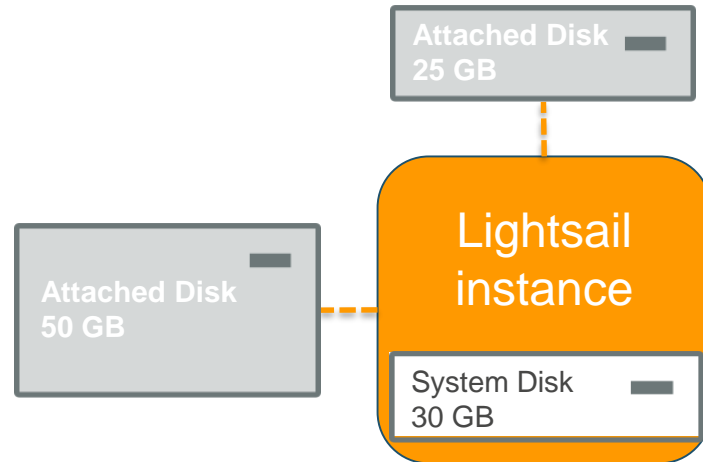 Attached Disk
25 GB
Lightsail
instance
Attached Disk
50 GB
System Disk
30 GB